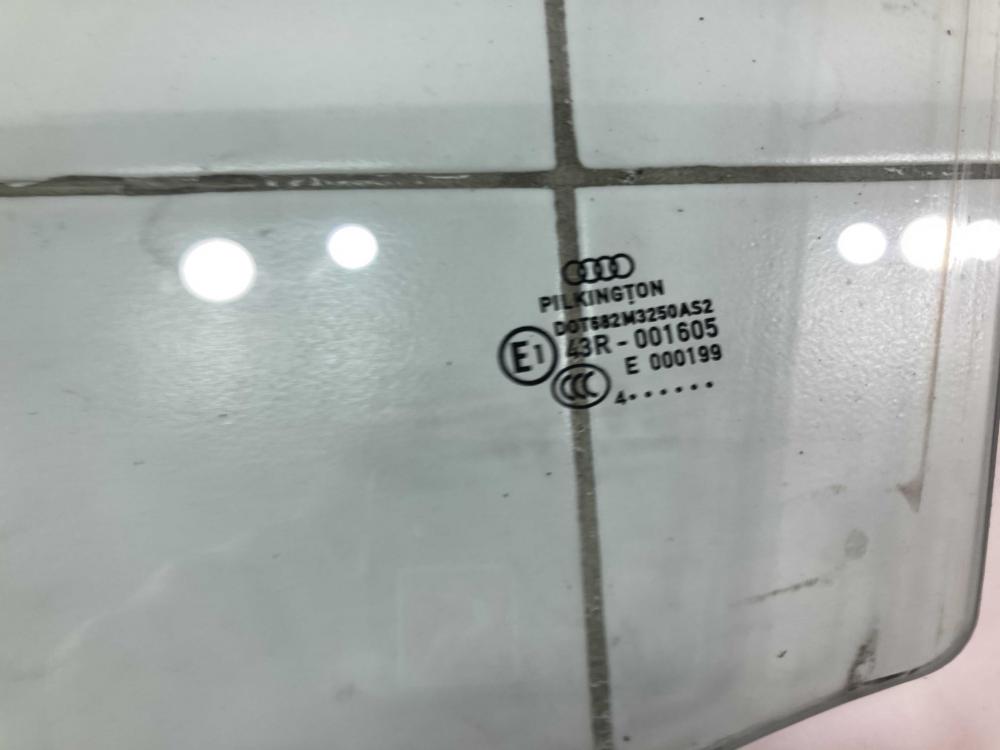 PILKINGTON
DOT682M3250AS2
E1 43R - 001605
E 000199
CCC 4••••••